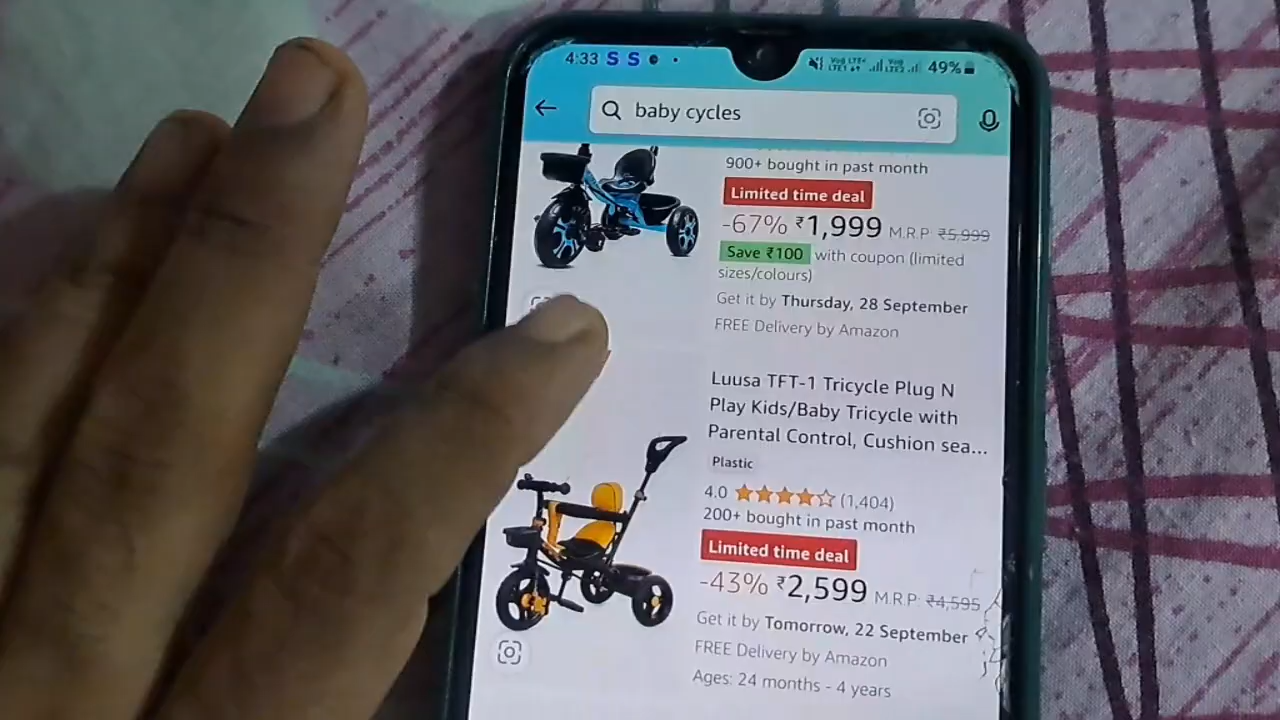 4:33 S S
49%
baby cycles
900+ bought in past month
Limited time deal
-67% ₹1,999 M.R.P: ₹5,999
Save ₹100 with coupon (limited
sizes/colours)
Get it by Thursday, 28 September
FREE Delivery by Amazon
Luusa TFT-1 Tricycle Plug N
Play Kids/Baby Tricycle with
Parental Control, Cushion sea...
Plastic
4.0 (1,404)
200+ bought in past month
Limited time deal
-43% ₹2,599 M.R.P: ₹4,595
Get it by Tomorrow, 22 September
FREE Delivery by Amazon
Ages: 24 months - 4 years